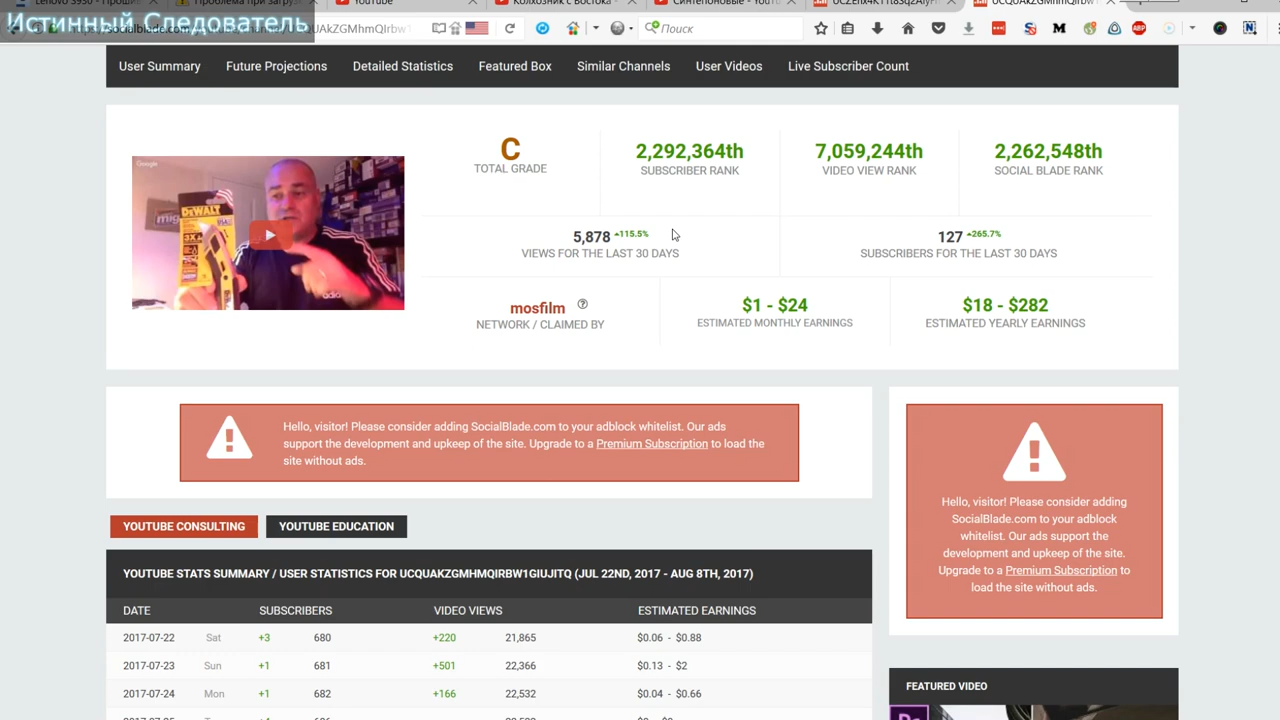 Истинный Следователь
YouTube
Колхозник с Востока
Поиск
User Summary Future Projections Detailed Statistics Featured Box Similar Channels User Videos Live Subscriber Count
Google
DEWALT
adidas
C
TOTAL GRADE
2,292,364th
SUBSCRIBER RANK
7,059,244th
VIDEO VIEW RANK
2,262,548th
SOCIAL BLADE RANK
5,878 115.5%
VIEWS FOR THE LAST 30 DAYS
127 265.7%
SUBSCRIBERS FOR THE LAST 30 DAYS
mosfilm
NETWORK / CLAIMED BY
$1 - $24
ESTIMATED MONTHLY EARNINGS
$18 - $282
ESTIMATED YEARLY EARNINGS
Hello, visitor! Please consider adding SocialBlade.com to your adblock whitelist. Our ads
support the development and upkeep of the site. Upgrade to a Premium Subscription to load the
site without ads.
Hello, visitor! Please consider adding
SocialBlade.com to your adblock
whitelist. Our ads support the
development and upkeep of the site.
Upgrade to a Premium Subscription to
load the site without ads.
YOUTUBE CONSULTING YOUTUBE EDUCATION
YOUTUBE STATS SUMMARY / USER STATISTICS FOR UCQUAKZGMHMQIRBW1GIUJITQ (JUL 22ND, 2017 - AUG 8TH, 2017)
DATE SUBSCRIBERS VIDEO VIEWS ESTIMATED EARNINGS
2017-07-22 Sat +3 680 +220 21,865 $0.06 - $0.88
2017-07-23 Sun +1 681 +501 22,366 $0.13 - $2
2017-07-24 Mon +1 682 +166 22,532 $0.04 - $0.66
FEATURED VIDEO